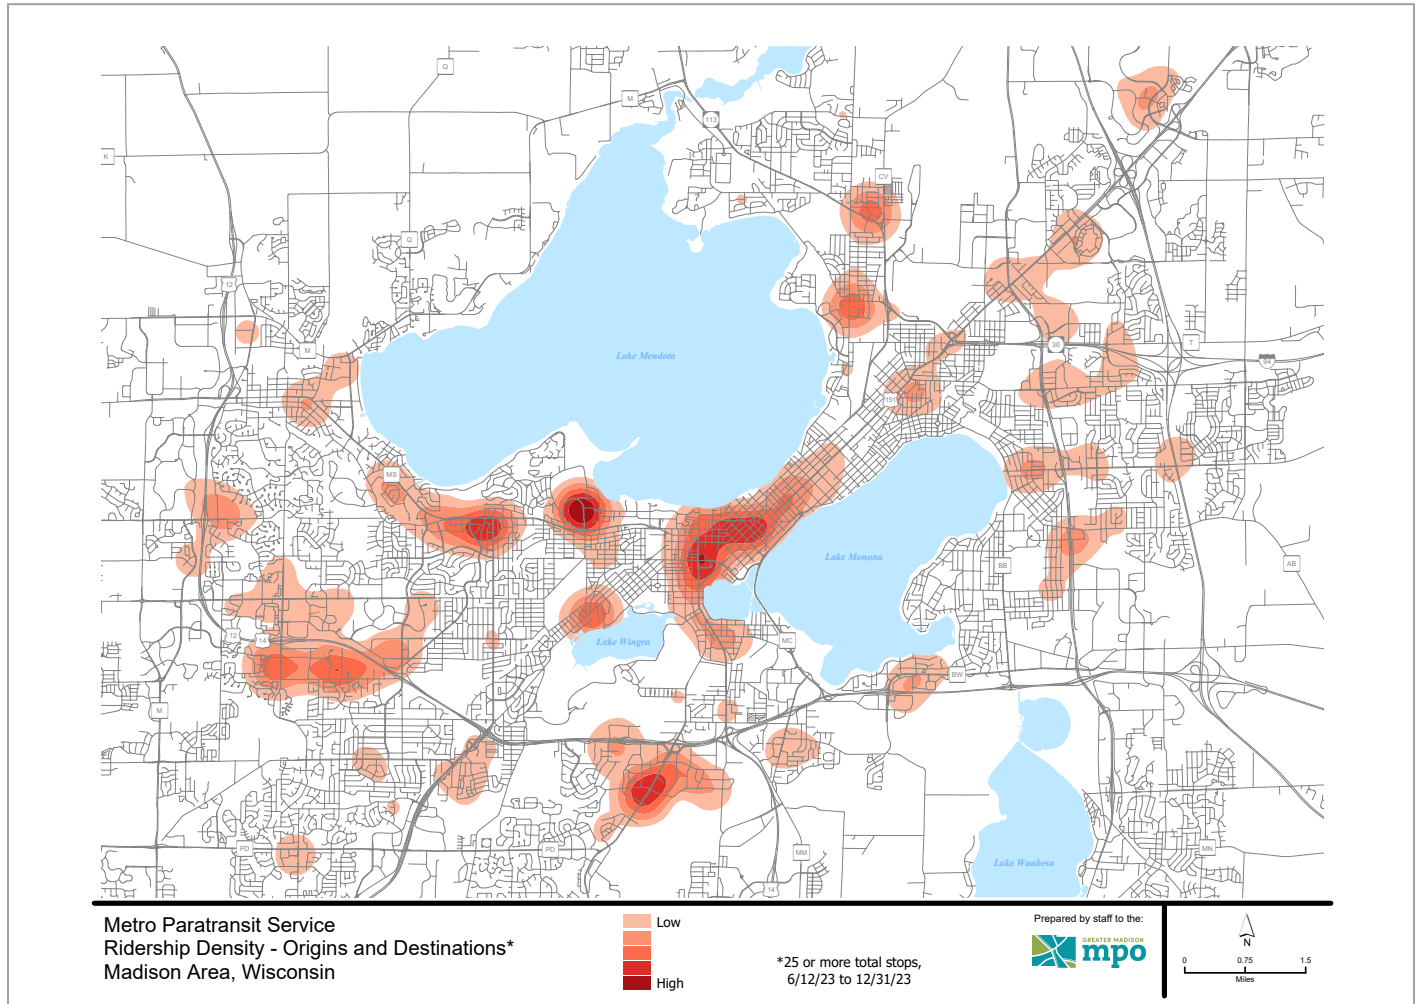 Q
M
113
K
CV
Q
12
M
Lake Mendota
30
T
94
151
MS
Lake Monona
BB
AB
12
14
Lake Wingra
MC
BW
M
PD
PD
MM
14
Lake Waubesa
MN
Metro Paratransit Service
Ridership Density - Origins and Destinations*
Madison Area, Wisconsin
Low
High
*25 or more total stops,
6/12/23 to 12/31/23
Prepared by staff to the:
GREATER MADISON
mpo
N
0 0.75 1.5
Miles